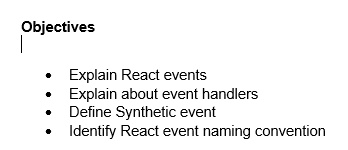 Objectives
• Explain React events
• Explain about event handlers
• Define Synthetic event
• Identify React event naming convention